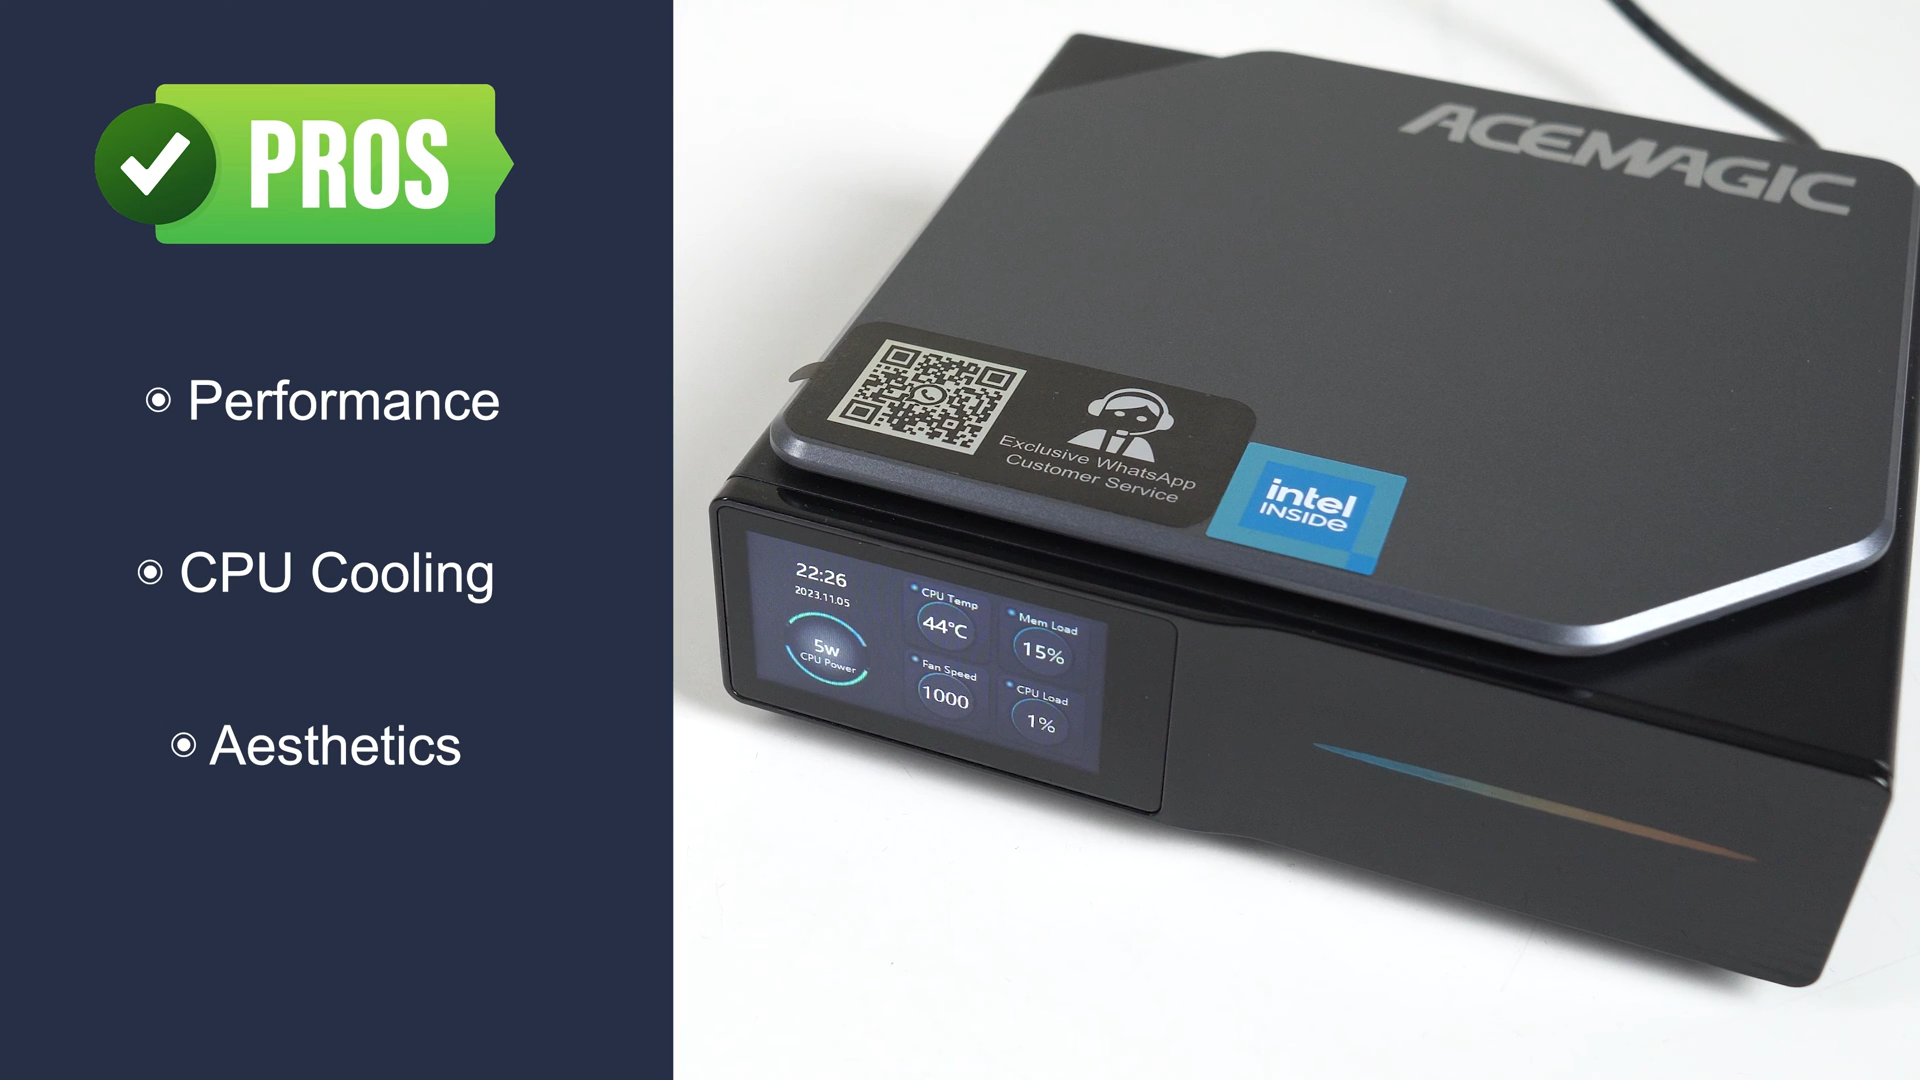 PROS
Performance
CPU Cooling
Aesthetics
ACEMAGIC
Exclusive WhatsApp
Customer Service
intel
INSIDE
22:26
2023.11.05
5w
CPU Power
CPU Temp
44°C
Mem Load
15%
Fan Speed
1000
CPU Load
1%